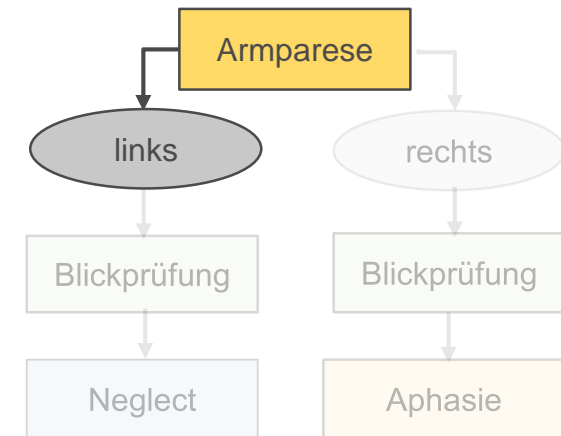 Armparese
links
rechts
Blickprüfung
Blickprüfung
Neglect
Aphasie